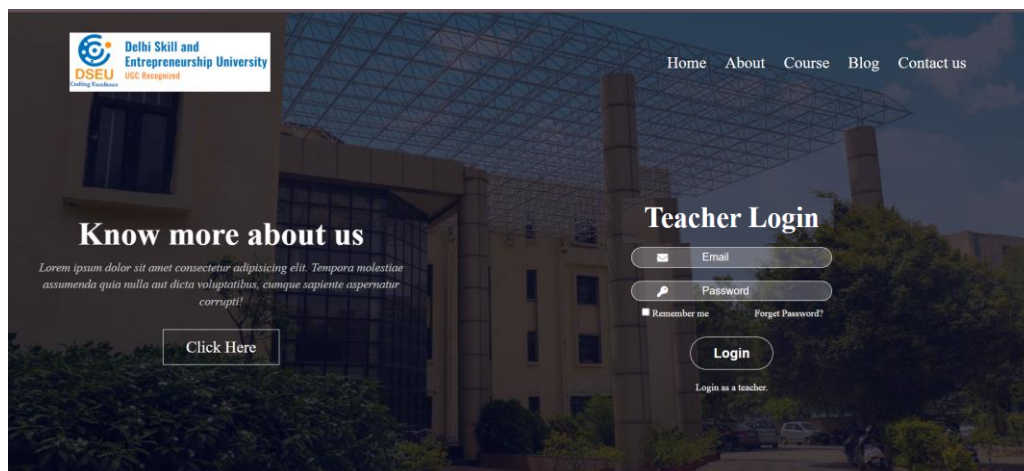 DSEU
Crafting Excellence
Delhi Skill and
Entrepreneurship University
UGC Recognized
Home About Course Blog Contact us
Know more about us
Lorem ipsum dolor sit amet consectetur adipisicing elit. Tempora molestiae
assumenda quia nulla aut dicta voluptatibus, cumque sapiente aspernatur
corrupti!
Click Here
Teacher Login
Email
Password
Remember me Forget Password?
Login
Login as a teacher.